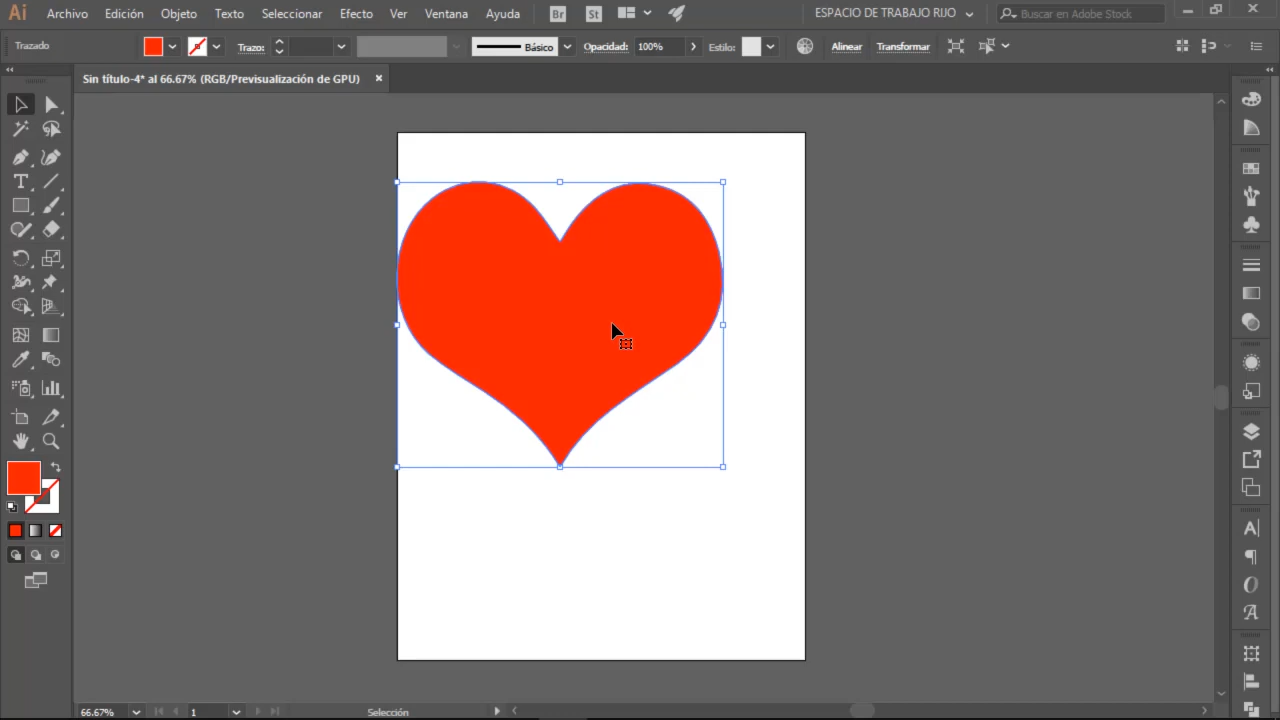 Ai Archivo Edición Objeto Texto Seleccionar Efecto Ver Ventana Ayuda Br St ESPACIO DE TRABAJO RIJO Buscar en Adobe Stock
Trazado Trazo: Básico Opacidad: 100% Estilo: Alinear Transformar
Sin título-4* al 66.67% (RGB/Previsualización de GPU) ×
66.67% 1 Selección